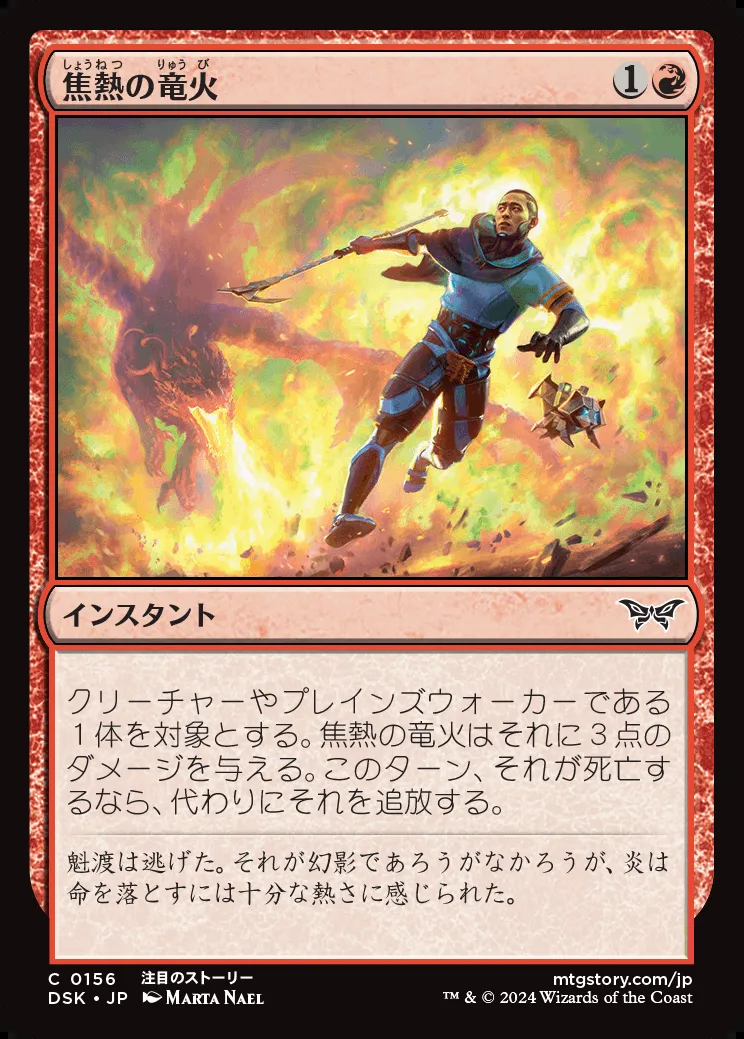 しょうねつ りゅう び
焦熱の竜火
1
インスタント
クリーチャーやプレインズウォーカーである
１体を対象とする。焦熱の竜火はそれに３点の
ダメージを与える。このターン、それが死亡す
るなら、代わりにそれを追放する。
魁渡は逃げた。それが幻影であろうがなかろうが、炎は
命を落とすには十分な熱さに感じられた。
C 0156 注目のストーリー
DSK • JP MARTA NAEL
mtgstory.com/jp
™ & © 2024 Wizards of the Coast